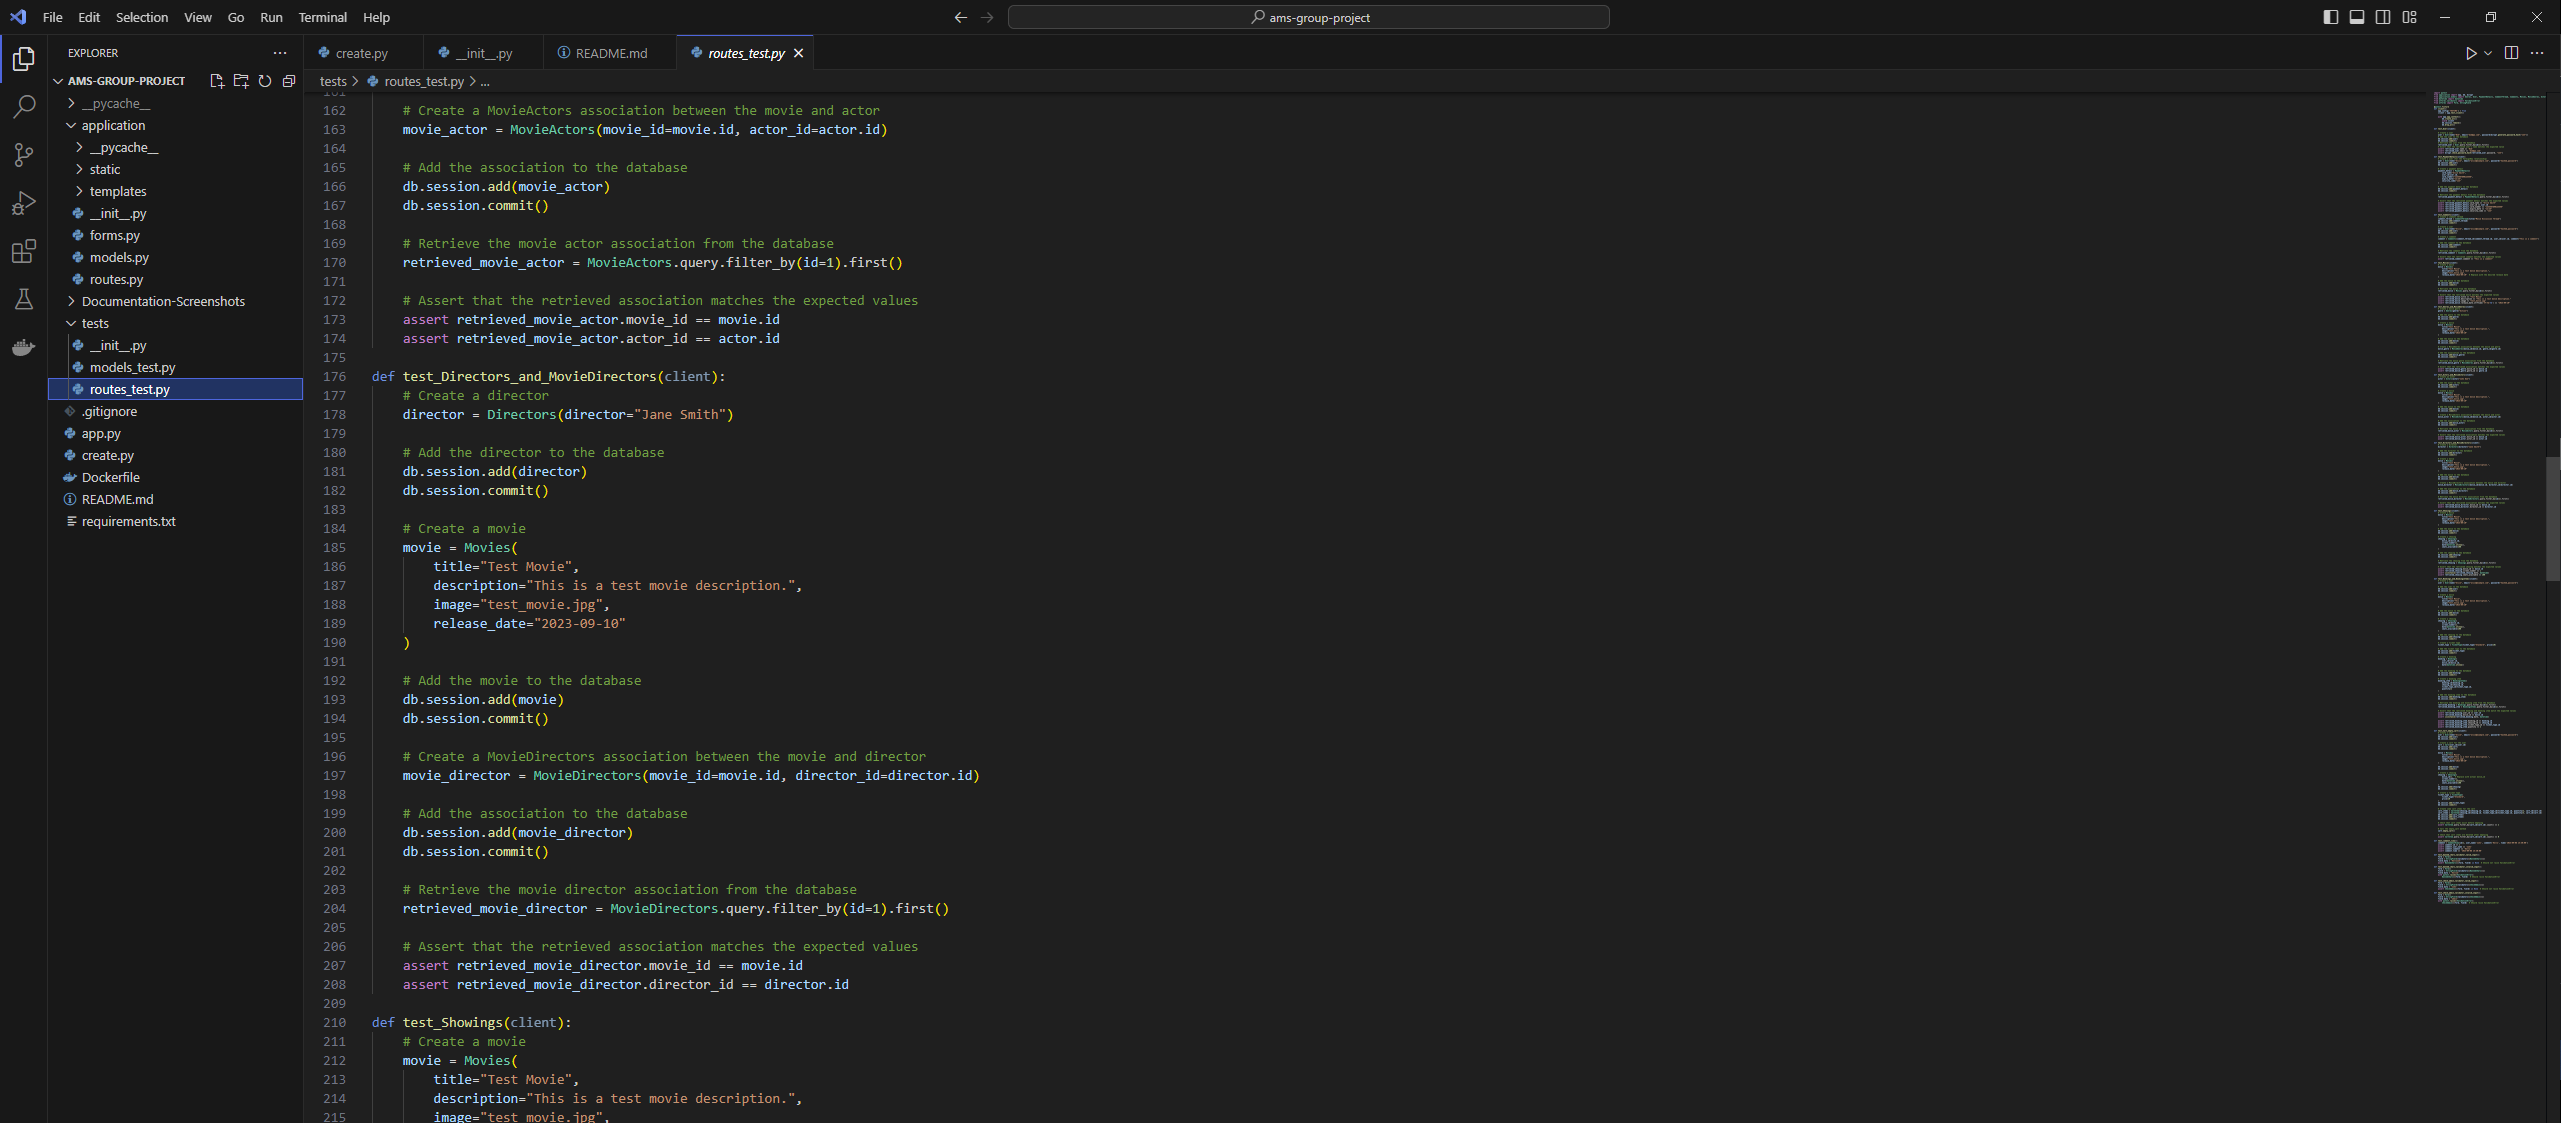 File Edit Selection View Go Run Terminal Help
ams-group-project
EXPLORER
AMS-GROUP-PROJECT
__pycache__
application
__pycache__
static
templates
__init__.py
forms.py
models.py
routes.py
Documentation-Screenshots
tests
__init__.py
models_test.py
routes_test.py
.gitignore
app.py
create.py
Dockerfile
README.md
requirements.txt
create.py __init__.py README.md routes_test.py
tests > routes_test.py > ...
161
162 # Create a MovieActors association between the movie and actor
163 movie_actor = MovieActors(movie_id=movie.id, actor_id=actor.id)
164
165 # Add the association to the database
166 db.session.add(movie_actor)
167 db.session.commit()
168
169 # Retrieve the movie actor association from the database
170 retrieved_movie_actor = MovieActors.query.filter_by(id=1).first()
171
172 # Assert that the retrieved association matches the expected values
173 assert retrieved_movie_actor.movie_id == movie.id
174 assert retrieved_movie_actor.actor_id == actor.id
175
176 def test_Directors_and_MovieDirectors(client):
177 # Create a director
178 director = Directors(director="Jane Smith")
179
180 # Add the director to the database
181 db.session.add(director)
182 db.session.commit()
183
184 # Create a movie
185 movie = Movies(
186 title="Test Movie",
187 description="This is a test movie description.",
188 image="test_movie.jpg",
189 release_date="2023-09-10"
190 )
191
192 # Add the movie to the database
193 db.session.add(movie)
194 db.session.commit()
195
196 # Create a MovieDirectors association between the movie and director
197 movie_director = MovieDirectors(movie_id=movie.id, director_id=director.id)
198
199 # Add the association to the database
200 db.session.add(movie_director)
201 db.session.commit()
202
203 # Retrieve the movie director association from the database
204 retrieved_movie_director = MovieDirectors.query.filter_by(id=1).first()
205
206 # Assert that the retrieved association matches the expected values
207 assert retrieved_movie_director.movie_id == movie.id
208 assert retrieved_movie_director.director_id == director.id
209
210 def test_Showings(client):
211 # Create a movie
212 movie = Movies(
213 title="Test Movie",
214 description="This is a test movie description.",
215 image="test_movie.jpg",